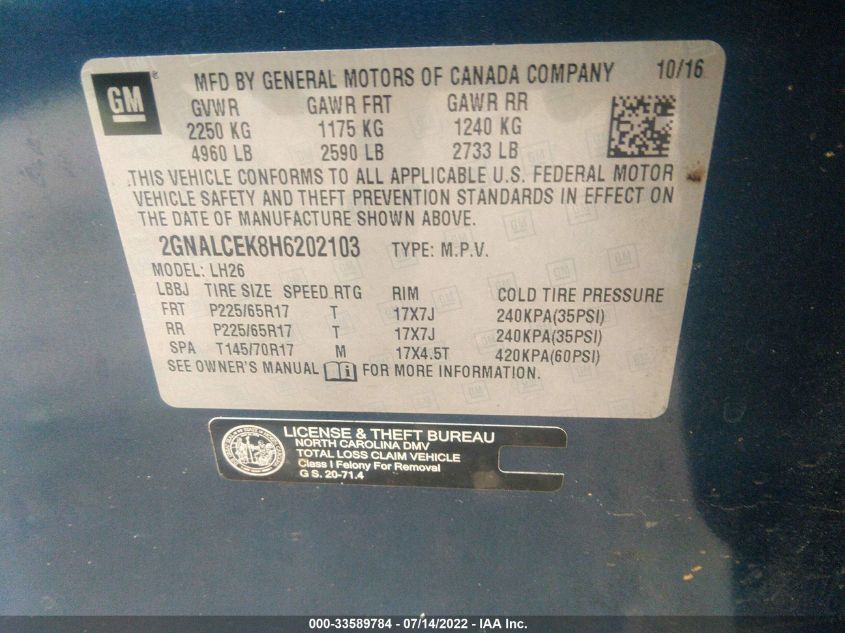 GM
MFD BY GENERAL MOTORS OF CANADA COMPANY 10/16
GVWR GAWR FRT GAWR RR
2250 KG 1175 KG 1240 KG
4960 LB 2590 LB 2733 LB
THIS VEHICLE CONFORMS TO ALL APPLICABLE U.S. FEDERAL MOTOR
VEHICLE SAFETY AND THEFT PREVENTION STANDARDS IN EFFECT ON
THE DATE OF MANUFACTURE SHOWN ABOVE.
2GNALCEK8H6202103 TYPE: M.P.V.
MODEL: LH26
LBBJ TIRE SIZE SPEED RTG RIM COLD TIRE PRESSURE
FRT P225/65R17 T 17X7J 240KPA(35PSI)
RR P225/65R17 T 17X7J 240KPA(35PSI)
SPA T145/70R17 M 17X4.5T 420KPA(60PSI)
SEE OWNER'S MANUAL FOR MORE INFORMATION.
LICENSE & THEFT BUREAU
NORTH CAROLINA DMV
TOTAL LOSS CLAIM VEHICLE
Class I Felony For Removal
G S. 20-71.4
000-33589784 - 07/14/2022 - IAA Inc.